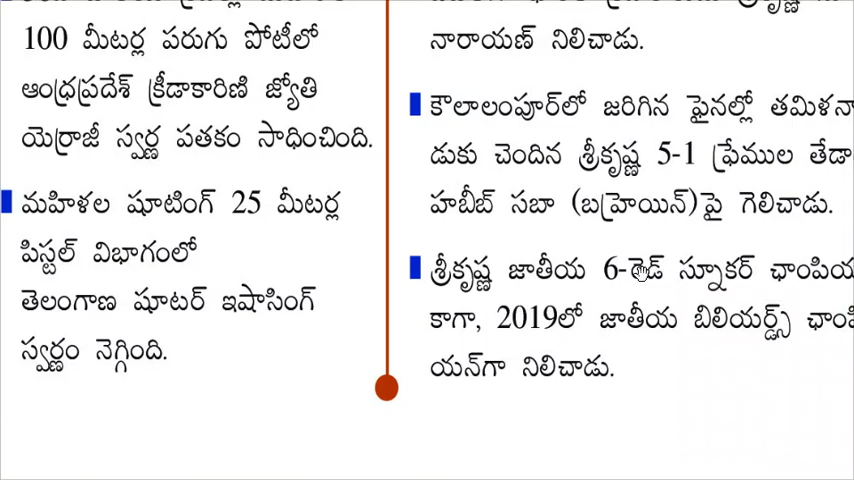 100 మీటర్ల పరుగు పోటీలో
ఆంధ్రప్రదేశ్ క్రీడాకారిణి జ్యోతి
యెర్రాజీ స్వర్ణ పతకం సాధించింది.
మహిళల షూటింగ్ 25 మీటర్ల
పిస్టల్ విభాగంలో
తెలంగాణ షూటర్ ఇషాసింగ్
స్వర్ణం నెగ్గింది.
నారాయణ్ నిలిచాడు.
కౌలాలంపూర్‌లో జరిగిన ఫైనల్లో తమిళనా
డుకు చెందిన శ్రీకృష్ణ 5-1 ఫ్రేముల తేడా
హబీబ్ సబా (బహ్రెయిన్)పై గెలిచాడు.
శ్రీకృష్ణ జాతీయ 6-రెడ్ స్నూకర్ ఛాంపియ
కాగా, 2019లో జాతీయ బిలియర్డ్స్ ఛాంపి
యన్‌గా నిలిచాడు.